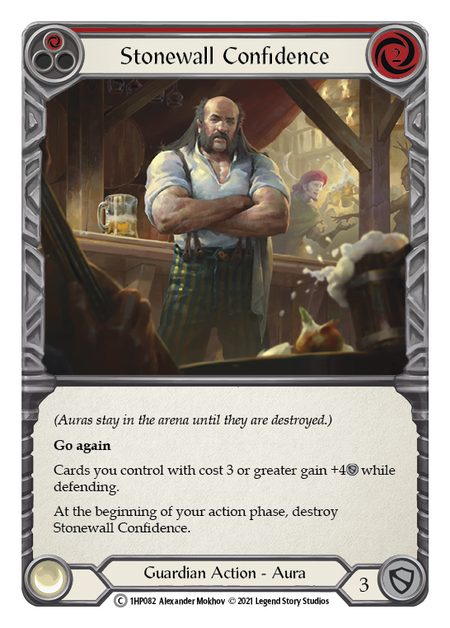 Stonewall Confidence
2
(Auras stay in the arena until they are destroyed.)
Go again
Cards you control with cost 3 or greater gain +4 while
defending.
At the beginning of your action phase, destroy
Stonewall Confidence.
Guardian Action - Aura
3
C 1HP082 Alexander Mokhov © 2021 Legend Story Studios